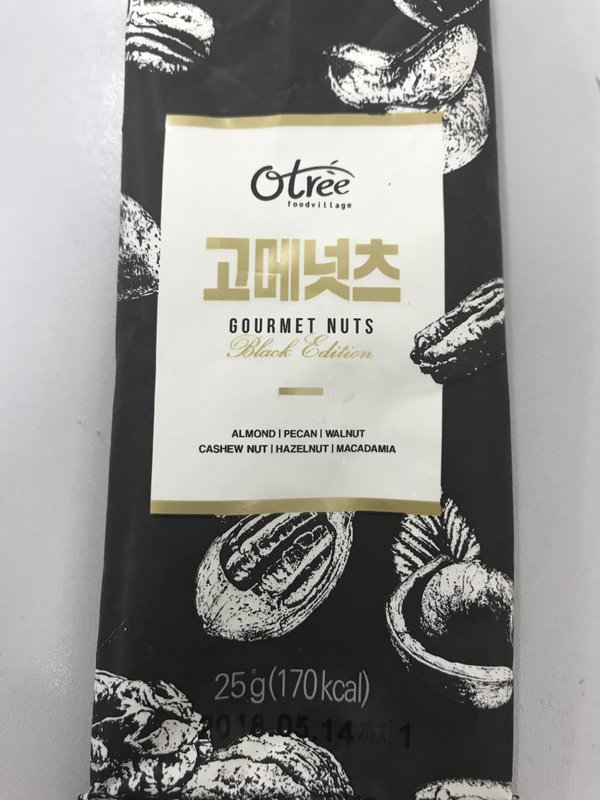 Otree
foodvillage
고메넛츠
GOURMET NUTS
Black Edition
ALMOND | PECAN | WALNUT
CASHEW NUT | HAZELNUT | MACADAMIA
25g(170kcal)
2018.05.14 까지 1